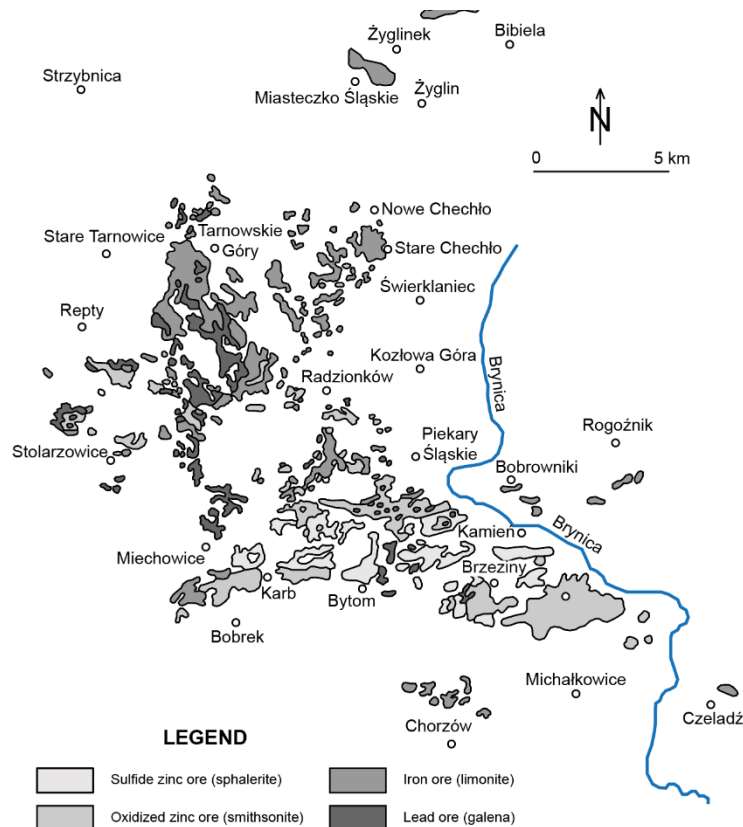 Żyglinek
Bibiela
Strzybnica
Miasteczko Śląskie
Żyglin
N
0
5 km
Nowe Chechło
Tarnowskie
Góry
Stare Tarnowice
Stare Chechło
Świerklaniec
Repty
Kozłowa Góra
Brynica
Radzionków
Piekary
Śląskie
Rogoźnik
Stolarzowice
Bobrowniki
Brynica
Kamień
Miechowice
Brzeziny
Karb
Bytom
Bobrek
Michałkowice
Czeladź
Chorzów
LEGEND
Sulfide zinc ore (sphalerite)
Iron ore (limonite)
Oxidized zinc ore (smithsonite)
Lead ore (galena)